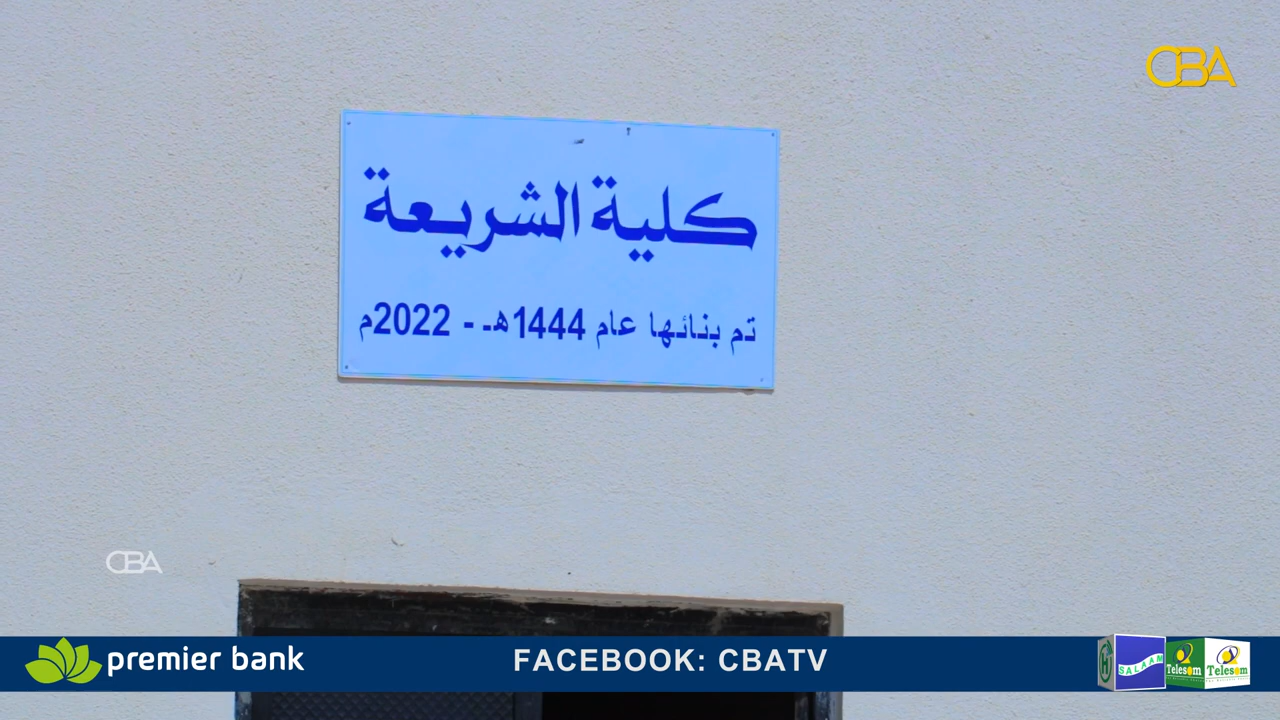 CBA
كلية الشريعة
تم بنائها عام 1444هـ - 2022م
CBA
premier bank
FACEBOOK: CBATV
SALAAM
Telesom
Telesom